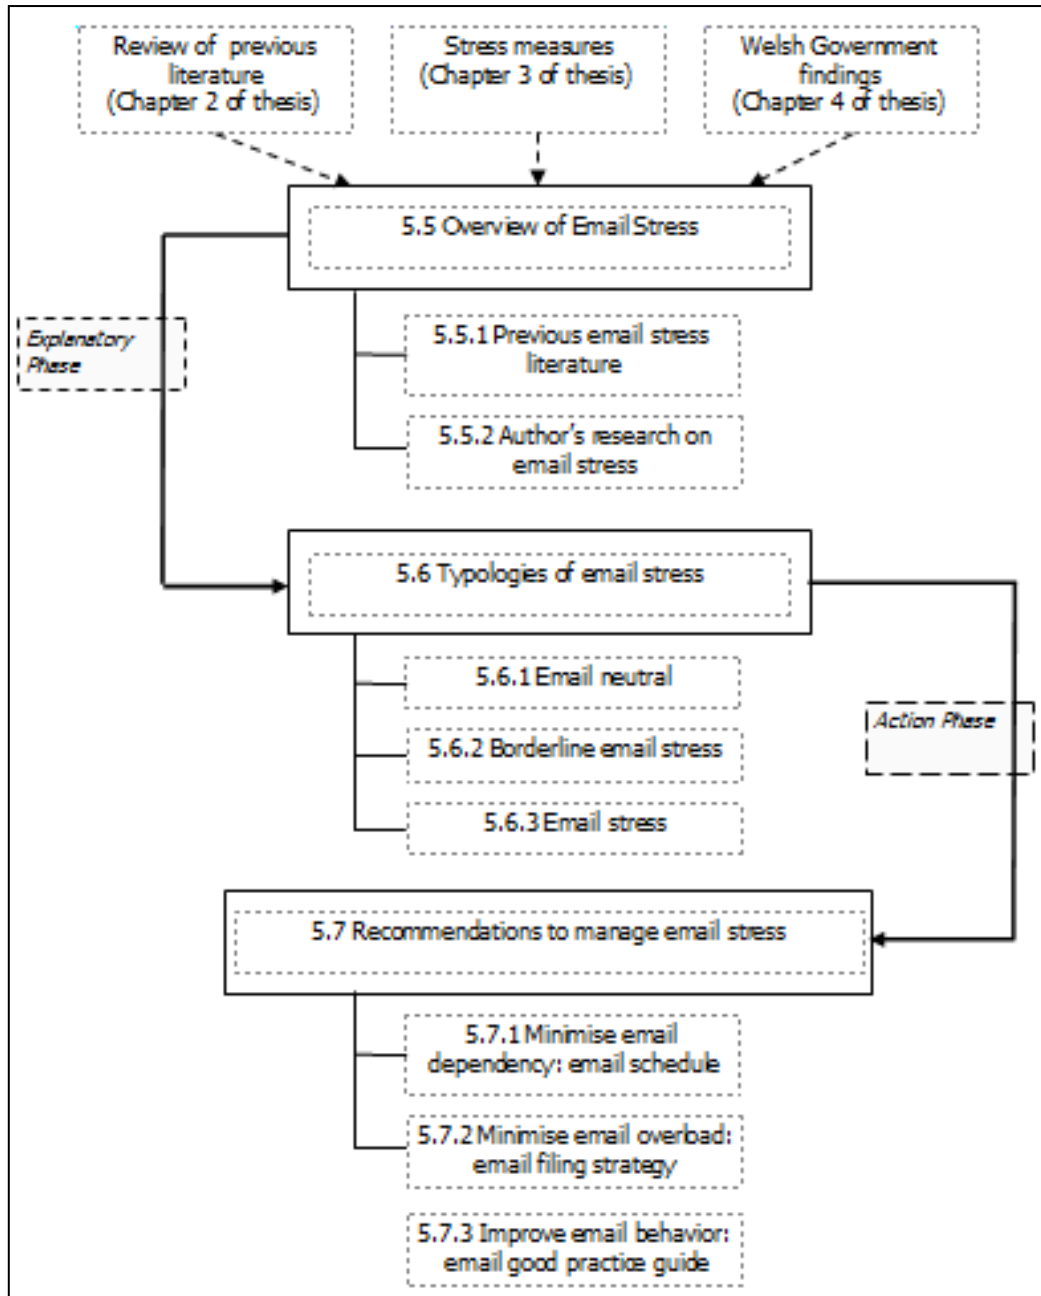 Review of previous
literature
(Chapter 2 of thesis)
Stress measures
(Chapter 3 of thesis)
Welsh Government
findings
(Chapter 4 of thesis)
5.5 Overview of Email Stress
Explanatory
Phase
5.5.1 Previous email stress
literature
5.5.2 Author's research on
email stress
5.6 Typologies of email stress
5.6.1 Email neutral
Action Phase
5.6.2 Borderline email stress
5.6.3 Email stress
5.7 Recommendations to manage email stress
5.7.1 Minimise email
dependency: email schedule
5.7.2 Minimise email overload:
email filing strategy
5.7.3 Improve email behavior:
email good practice guide